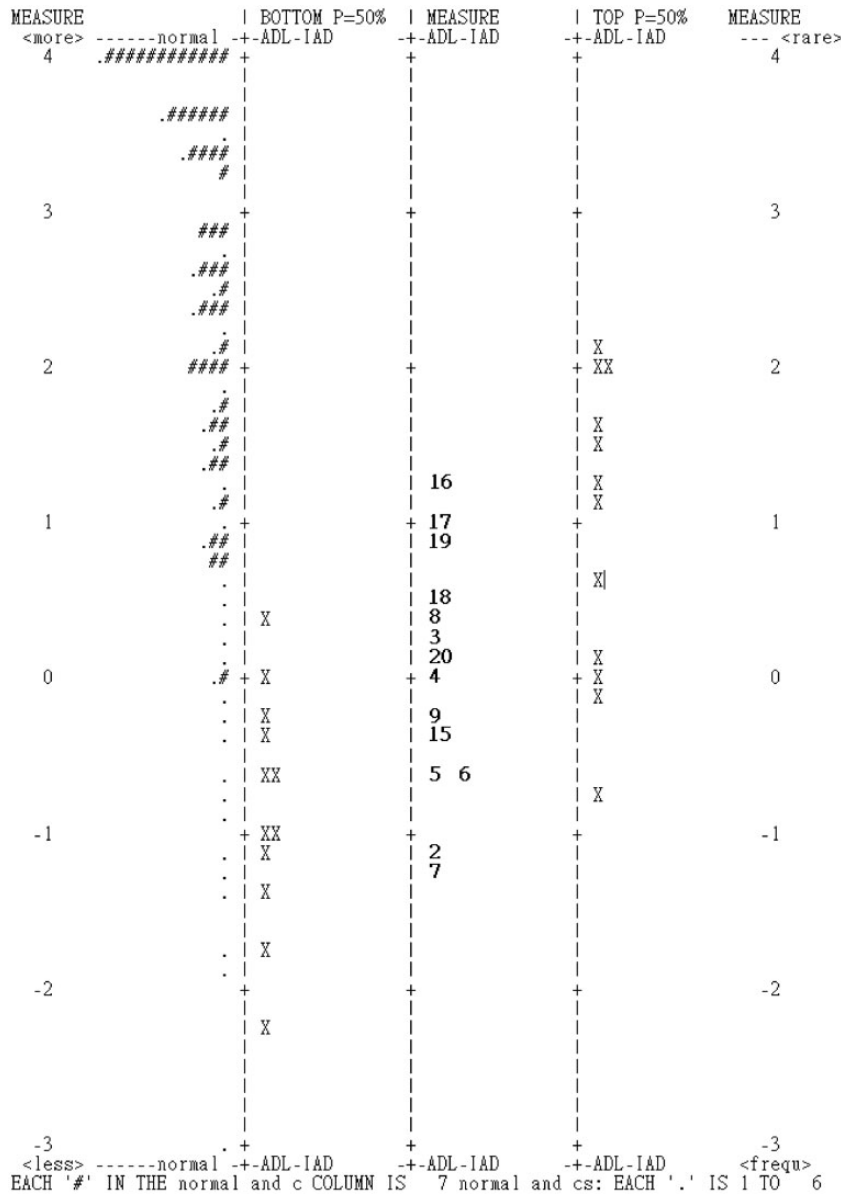 MEASURE | BOTTOM P=50% | MEASURE | TOP P=50% MEASURE
<more> ------normal -+-ADL-IAD -+-ADL-IAD -+-ADL-IAD --- <rare>
4 .############ + + + 4
| | |
| | |
.###### | | |
. | | |
.#### | | |
# | | |
| | |
| | |
3 + + + 3
### | | |
. | | |
.### | | |
.# | | |
.### | | |
. | | |
.# | | | X
2 #### + + + XX 2
. | | |
.# | | |
.## | | | X
.# | | | X
.## | | |
. | | 16 | X
.# | | | X
1 . + + 17 + 1
.## | | 19 |
## | | |
. | | | X|
. | | 18 |
. | X | 8 |
. | | 3 |
. | | 20 | X
0 .# + X + 4 + X 0
. | | | X
. | X | 9 |
. | X | 15 |
| | |
| | |
. | XX | 5 6 |
. | | | X
. | | |
-1 + XX + + -1
. | X | 2 |
. | | 7 |
. | X | |
| | |
| | |
| | |
. | X | |
. | | |
-2 + + + -2
| | |
| X | |
| | |
| | |
| | |
| | |
| | |
| | |
-3 . + + + -3
<less> ------normal -+-ADL-IAD -+-ADL-IAD -+-ADL-IAD <frequ>
EACH '#' IN THE normal and c COLUMN IS 7 normal and cs: EACH '.' IS 1 TO 6